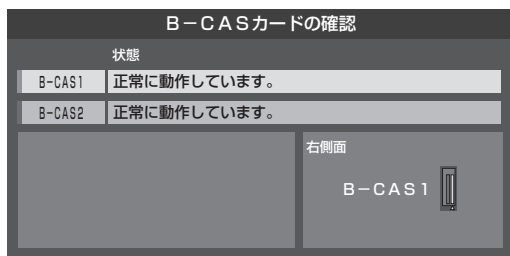 B－CASカードの確認
状態
B-CAS1 正常に動作しています。
B-CAS2 正常に動作しています。
右側面
B－CAS1